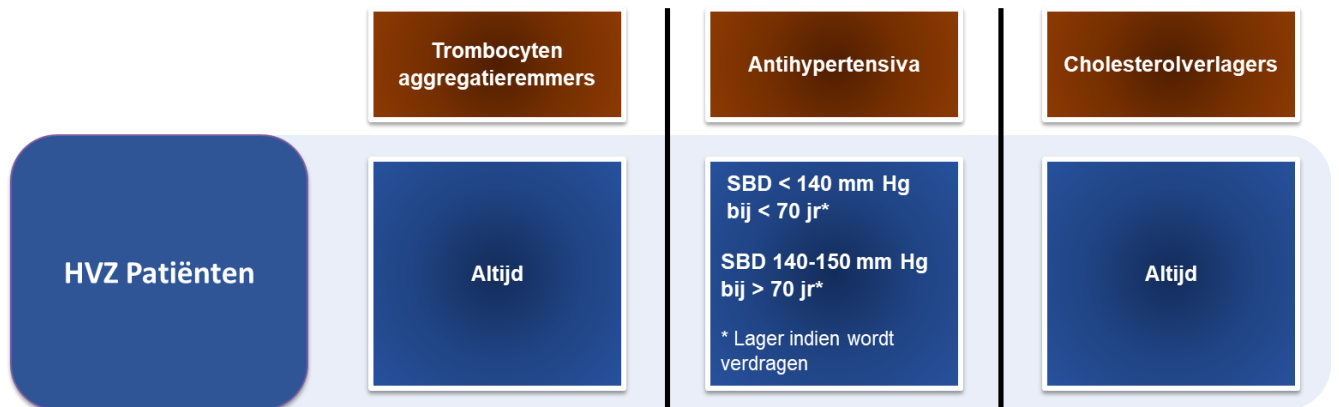 Trombocyten
aggregatieremmers
Antihypertensiva
Cholesterolverlagers
HVZ Patiënten
Altijd
SBD < 140 mm Hg
bij < 70 jr*
SBD 140-150 mm Hg
bij > 70 jr*
* Lager indien wordt
verdragen
Altijd